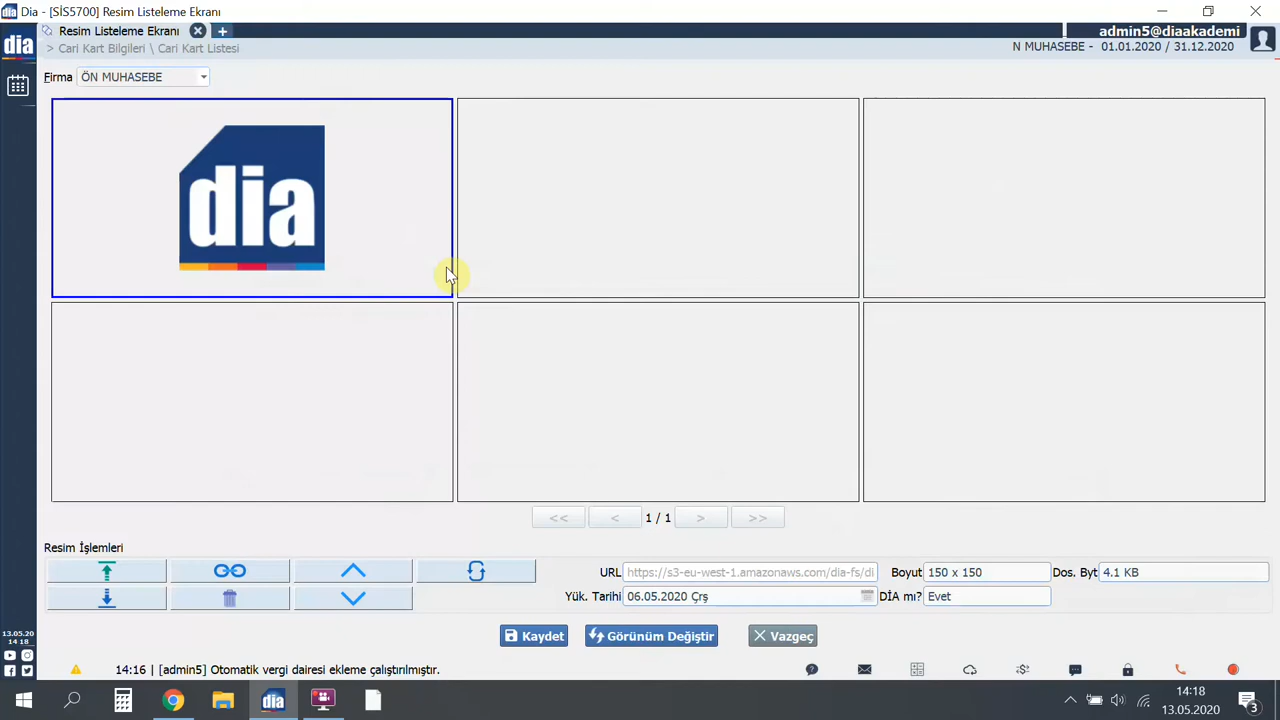 Dia - [SİS5700] Resim Listeleme Ekranı
dia
Resim Listeleme Ekranı
admin5@diaakademi
> Cari Kart Bilgileri \ Cari Kart Listesi
N MUHASEBE - 01.01.2020 / 31.12.2020
Firma ÖN MUHASEBE
dia
<< < 1 / 1 > >>
Resim İşlemleri
URL https://s3-eu-west-1.amazonaws.com/dia-fs/di
Boyut 150 x 150
Dos. Byt 4.1 KB
Yük. Tarihi 06.05.2020 Çrş
DİA mı? Evet
13.05.20
14 18
Kaydet
Görünüm Değiştir
Vazgeç
14:16 | [admin5] Otomatik vergi dairesi ekleme çalıştırılmıştır.
dia
14:18
13.05.2020
3